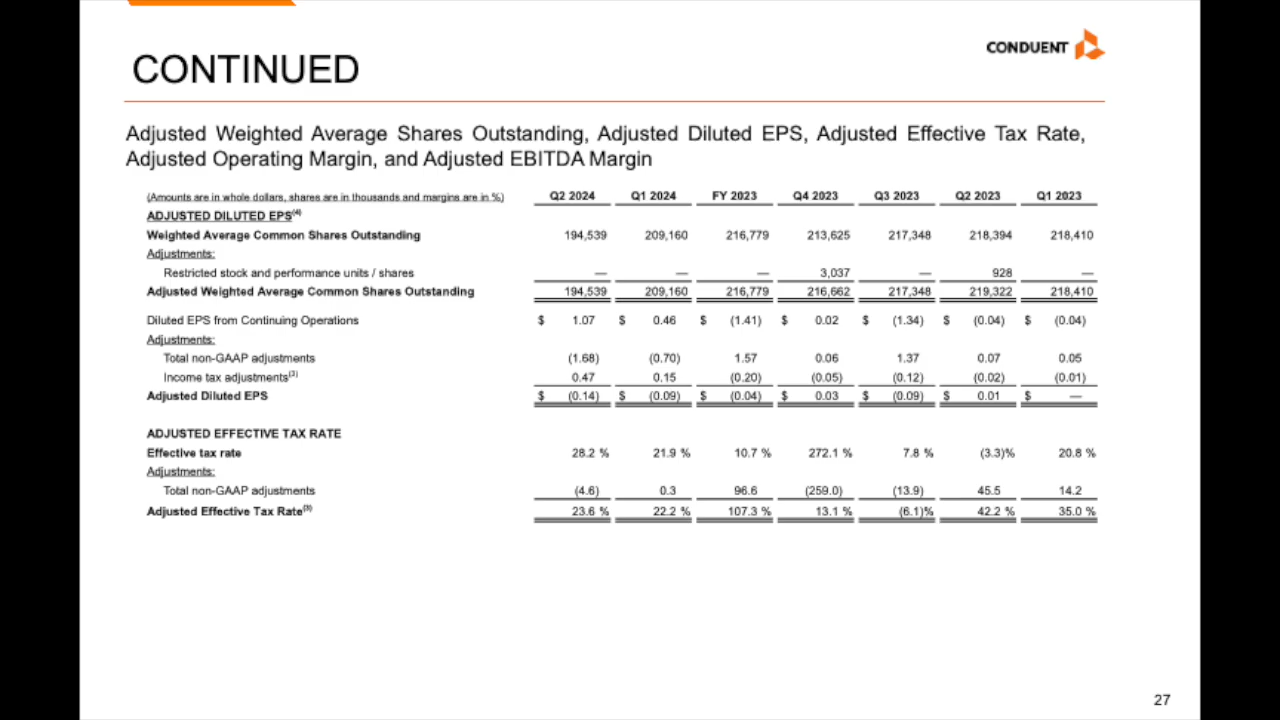 CONDUENT
CONTINUED
Adjusted Weighted Average Shares Outstanding, Adjusted Diluted EPS, Adjusted Effective Tax Rate,
Adjusted Operating Margin, and Adjusted EBITDA Margin
(Amounts are in whole dollars, shares are in thousands and margins are in %) Q2 2024 Q1 2024 FY 2023 Q4 2023 Q3 2023 Q2 2023 Q1 2023
ADJUSTED DILUTED EPS(4)
Weighted Average Common Shares Outstanding 194,539 209,160 216,779 213,625 217,348 218,394 218,410
Adjustments:
Restricted stock and performance units / shares — — — 3,037 — 928 —
Adjusted Weighted Average Common Shares Outstanding 194,539 209,160 216,779 216,662 217,348 219,322 218,410
Diluted EPS from Continuing Operations $ 1.07 $ 0.46 $ (1.41) $ 0.02 $ (1.34) $ (0.04) $ (0.04)
Adjustments:
Total non-GAAP adjustments (1.68) (0.70) 1.57 0.06 1.37 0.07 0.05
Income tax adjustments(3) 0.47 0.15 (0.20) (0.05) (0.12) (0.02) (0.01)
Adjusted Diluted EPS $ (0.14) $ (0.09) $ (0.04) $ 0.03 $ (0.09) $ 0.01 $ —
ADJUSTED EFFECTIVE TAX RATE
Effective tax rate 28.2 % 21.9 % 10.7 % 272.1 % 7.8 % (3.3)% 20.8 %
Adjustments:
Total non-GAAP adjustments (4.6) 0.3 96.6 (259.0) (13.9) 45.5 14.2
Adjusted Effective Tax Rate(3) 23.6 % 22.2 % 107.3 % 13.1 % (6.1)% 42.2 % 35.0 %
27